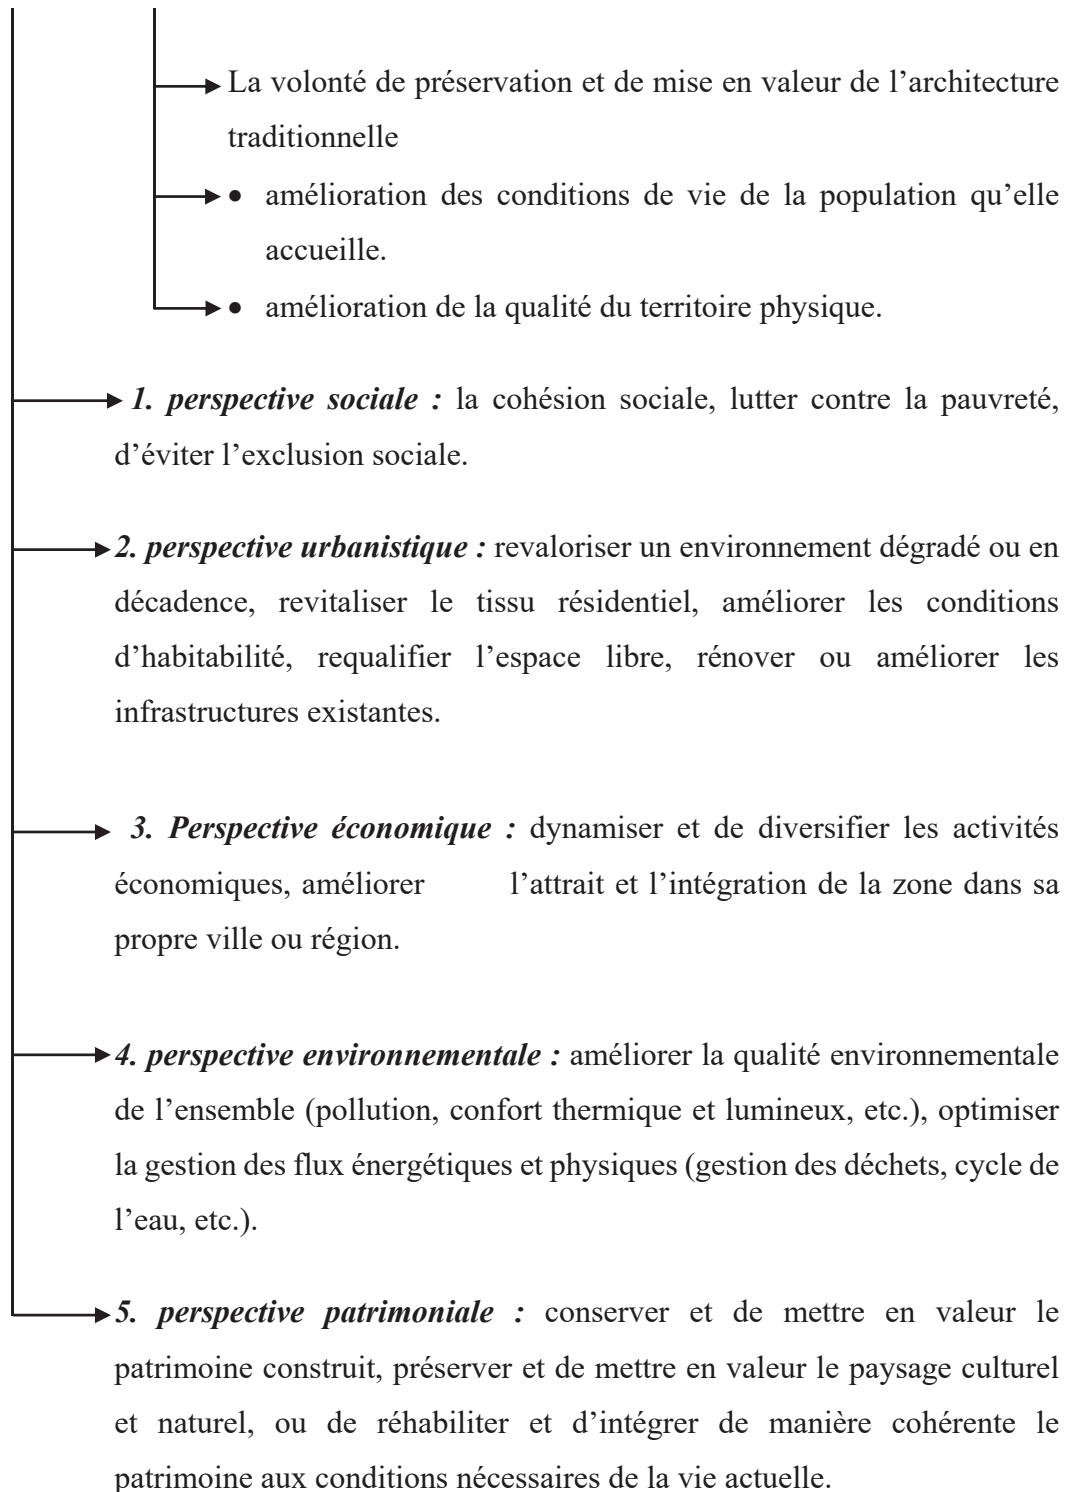 La volonté de préservation et de mise en valeur de l’architecture
traditionnelle
• amélioration des conditions de vie de la population qu’elle
accueille.
• amélioration de la qualité du territoire physique.
1. perspective sociale : la cohésion sociale, lutter contre la pauvreté,
d’éviter l’exclusion sociale.
2. perspective urbanistique : revaloriser un environnement dégradé ou en
décadence, revitaliser le tissu résidentiel, améliorer les conditions
d’habitabilité, requalifier l’espace libre, rénover ou améliorer les
infrastructures existantes.
3. Perspective économique : dynamiser et de diversifier les activités
économiques, améliorer l’attrait et l’intégration de la zone dans sa
propre ville ou région.
4. perspective environnementale : améliorer la qualité environnementale
de l’ensemble (pollution, confort thermique et lumineux, etc.), optimiser
la gestion des flux énergétiques et physiques (gestion des déchets, cycle de
l’eau, etc.).
5. perspective patrimoniale : conserver et de mettre en valeur le
patrimoine construit, préserver et de mettre en valeur le paysage culturel
et naturel, ou de réhabiliter et d’intégrer de manière cohérente le
patrimoine aux conditions nécessaires de la vie actuelle.